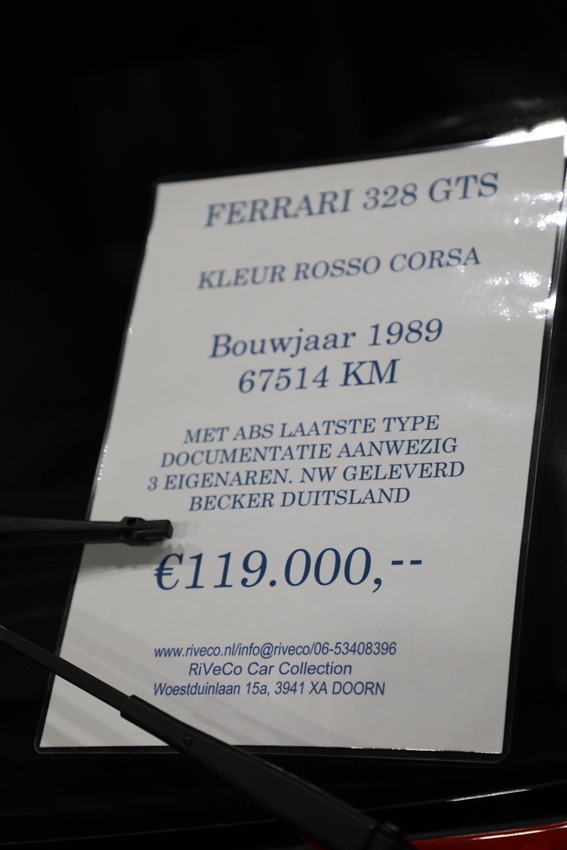 FERRARI 328 GTS
KLEUR ROSSO CORSA
Bouwjaar 1989
67514 KM
MET ABS LAATSTE TYPE
DOCUMENTATIE AANWEZIG
3 EIGENAREN. NW GELEVERD
BECKER DUITSLAND
€119.000,--
www.riveco.nl/info@riveco/06-53408396
RiVeCo Car Collection
Woestduinlaan 15a, 3941 XA DOORN